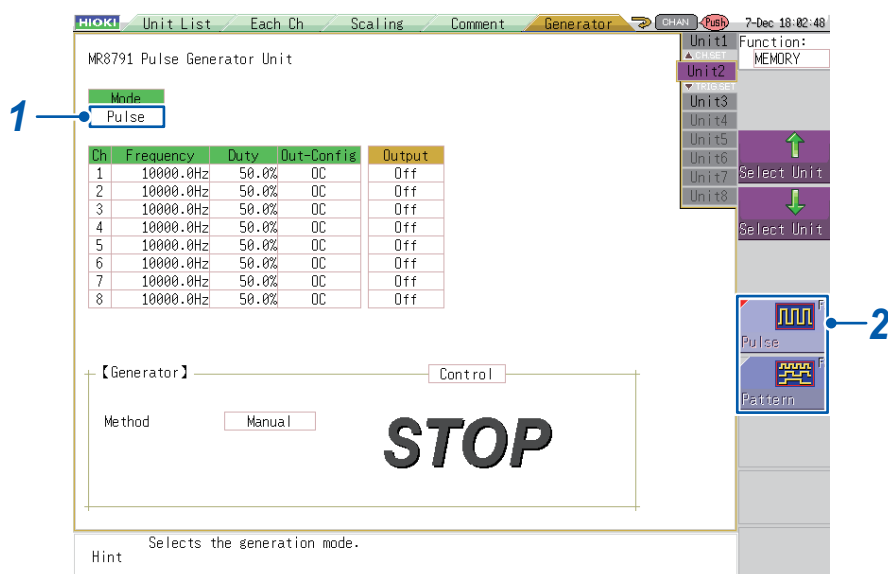 HIOKI Unit List Each Ch Scaling Comment Generator CHAN Push 7-Dec 18:02:48
MR8791 Pulse Generator Unit
Mode
1
Pulse
Ch Frequency Duty Out-Config Output
1 10000.0Hz 50.0% OC Off
2 10000.0Hz 50.0% OC Off
3 10000.0Hz 50.0% OC Off
4 10000.0Hz 50.0% OC Off
5 10000.0Hz 50.0% OC Off
6 10000.0Hz 50.0% OC Off
7 10000.0Hz 50.0% OC Off
8 10000.0Hz 50.0% OC Off
【Generator】 Control
Method Manual
STOP
Unit1
▲CH.SET
Unit2
▼TRIG.SET
Unit3
Unit4
Unit5
Unit6
Unit7
Unit8
Function:
MEMORY
Select Unit
Select Unit
F
Pulse
2
F
Pattern
Hint Selects the generation mode.